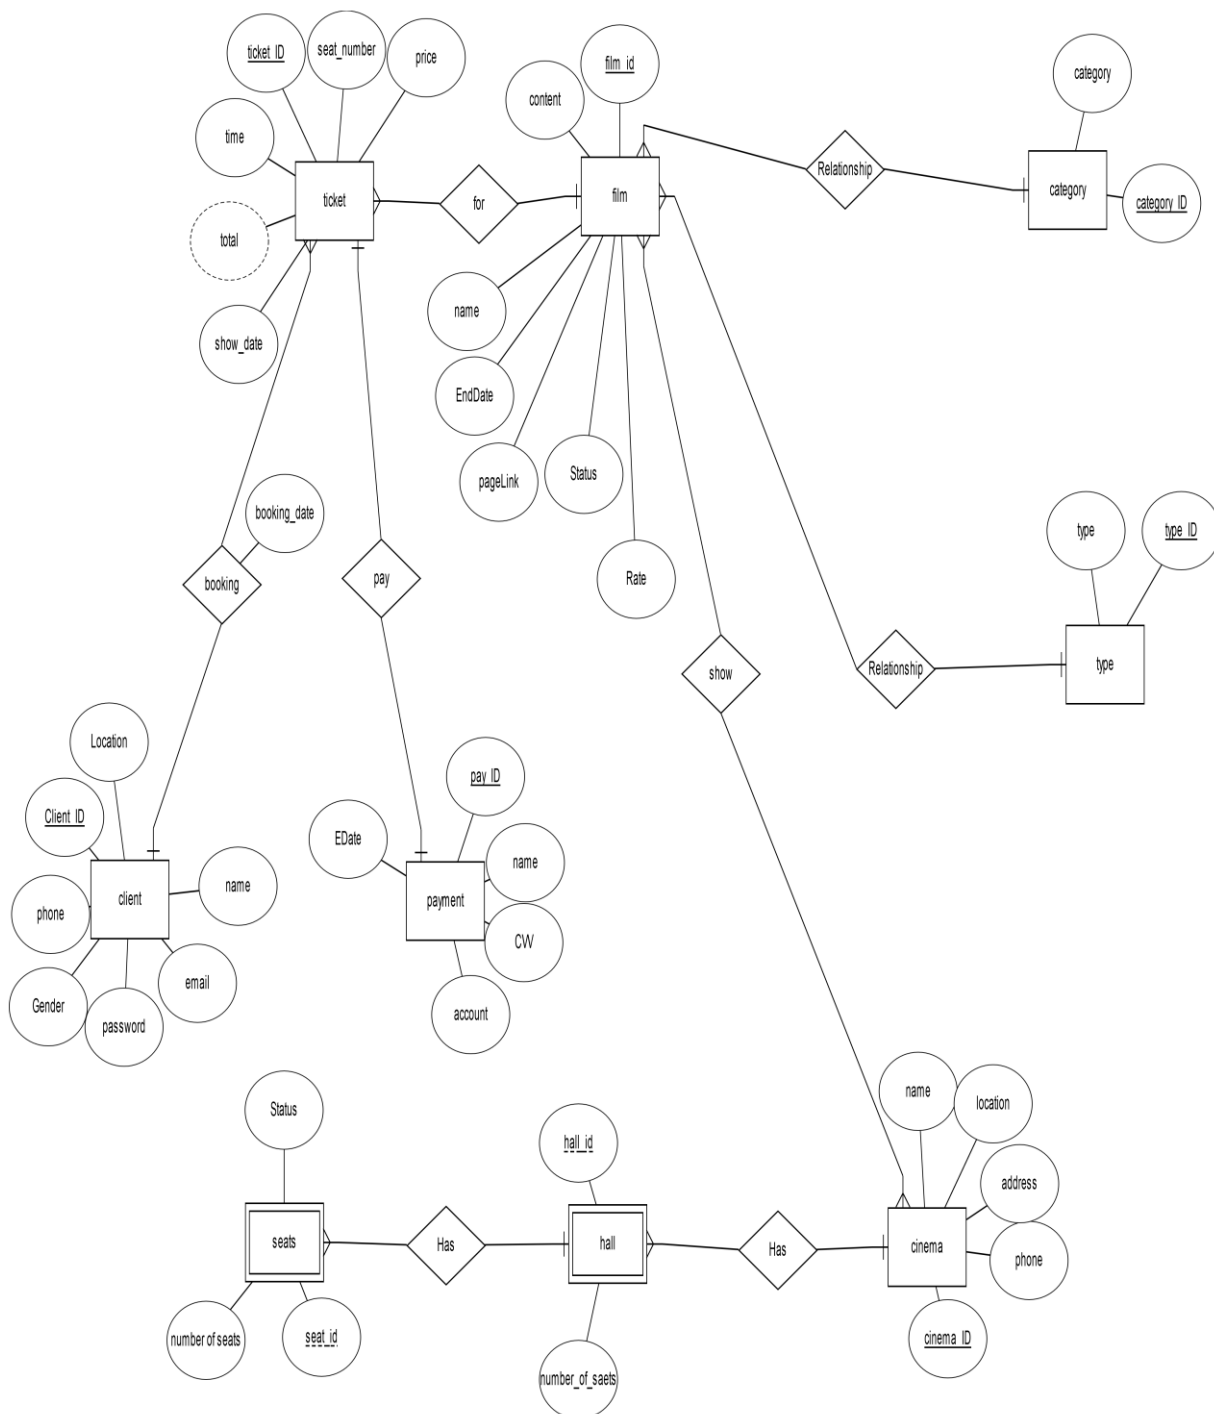 ticket_ID
seat_number
price
film_id
category
content
time
Relationship
ticket
for
film
category
category_ID
total
name
show_date
EndDate
Status
pageLink
booking_date
type
type_ID
booking
pay
Rate
show
Relationship
type
Location
pay_ID
Client_ID
EDate
name
name
phone
client
payment
CVV
email
Gender
password
account
name
location
Status
hall_id
address
seats
Has
hall
Has
cinema
phone
number of seats
seat_id
cinema_ID
number_of_saets